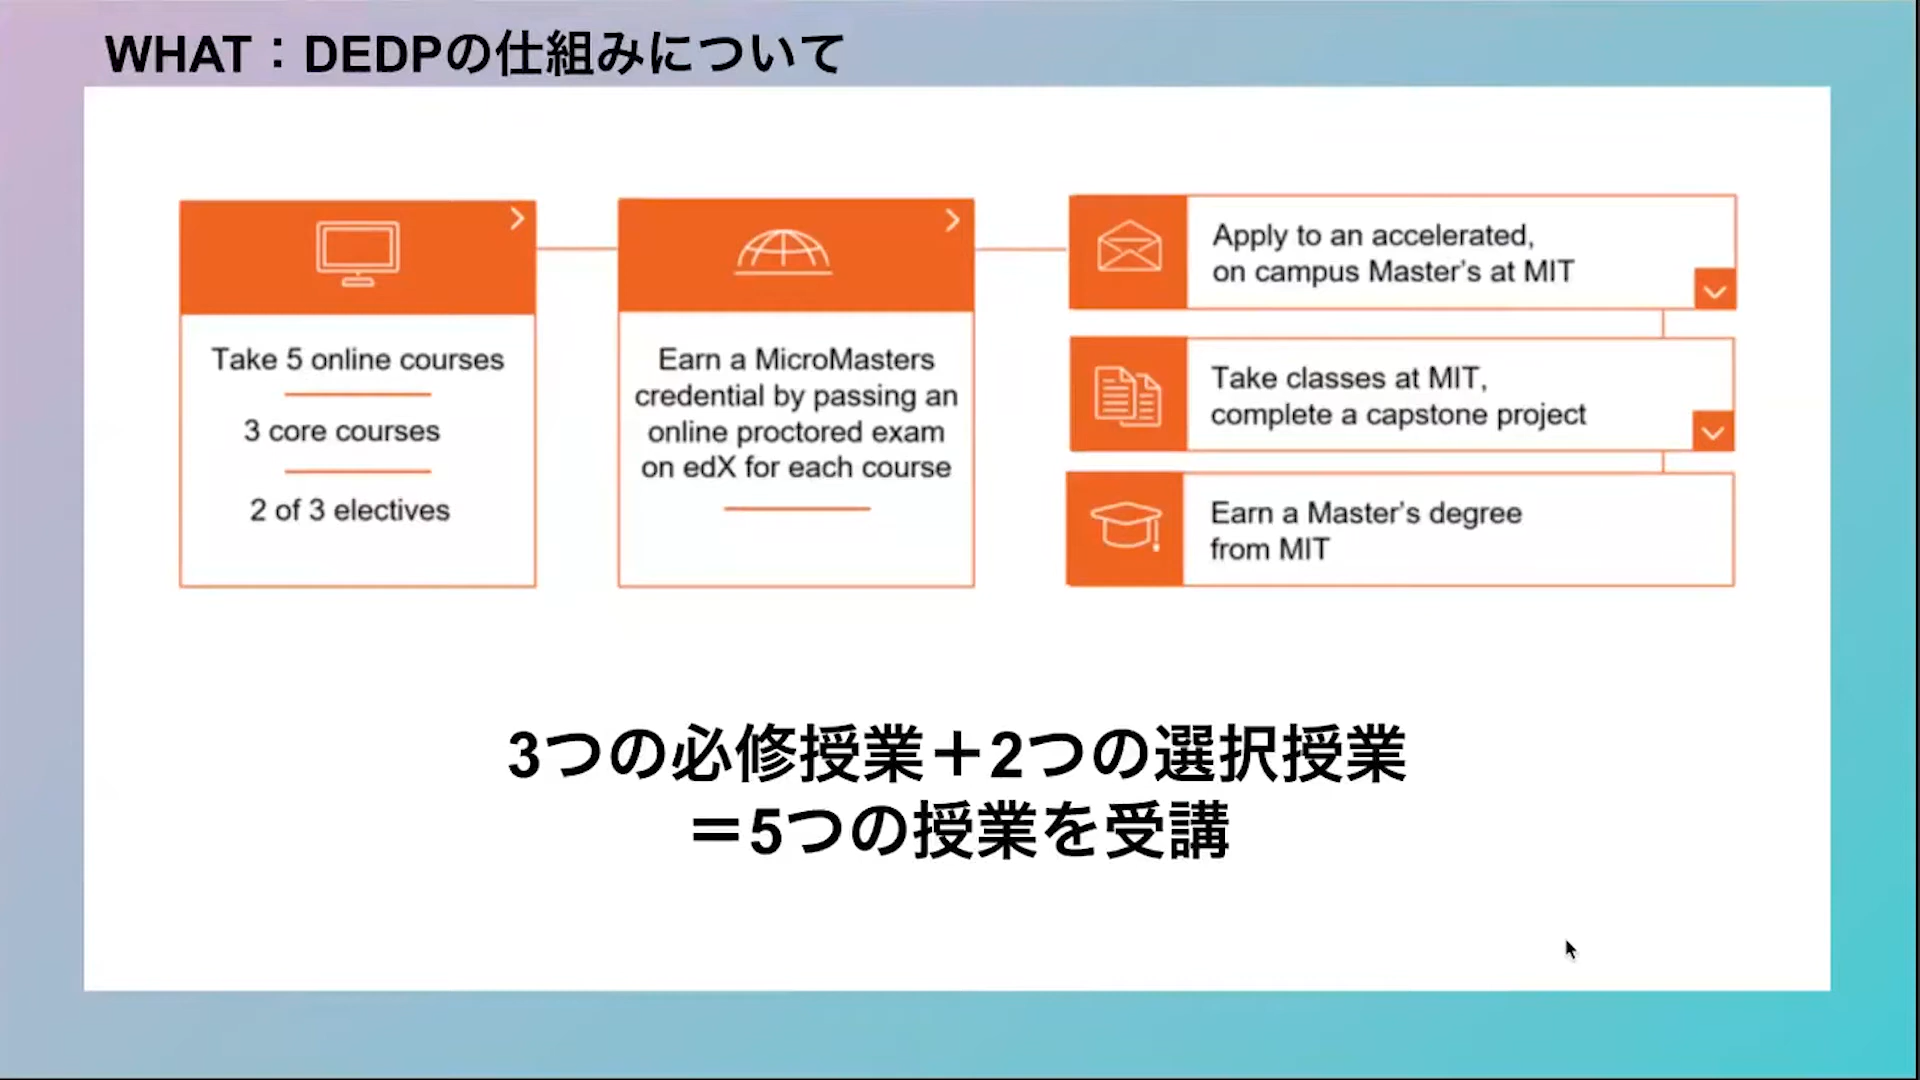 WHAT：DEDPの仕組みについて
Take 5 online courses
3 core courses
2 of 3 electives
Earn a MicroMasters
credential by passing an
online proctored exam
on edX for each course
Apply to an accelerated,
on campus Master's at MIT
Take classes at MIT,
complete a capstone project
Earn a Master's degree
from MIT
3つの必修授業＋2つの選択授業
＝5つの授業を受講